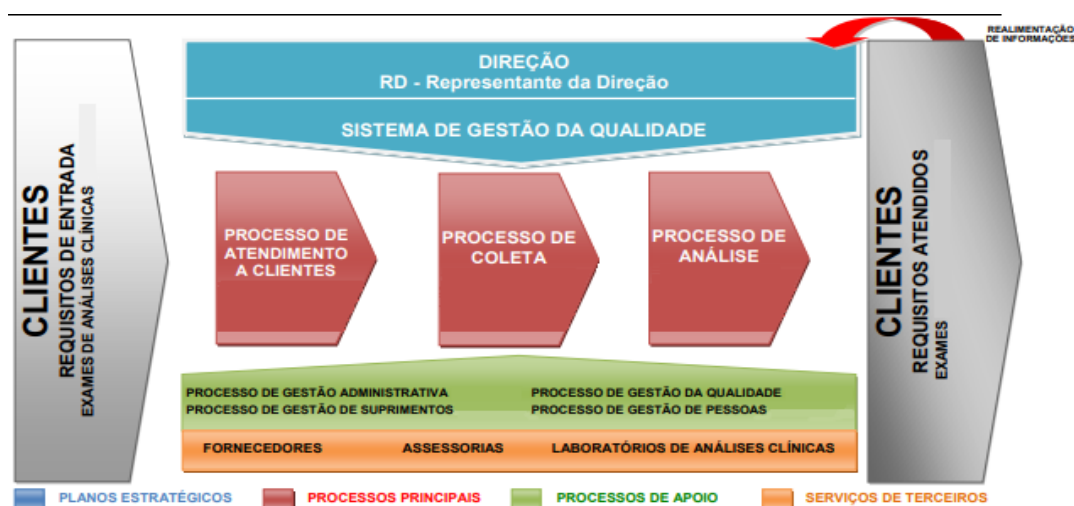 REALIMENTAÇÃO
DE INFORMAÇÕES
CLIENTES
REQUISITOS DE ENTRADA
EXAMES DE ANÁLISES CLÍNICAS
DIREÇÃO
RD - Representante da Direção
SISTEMA DE GESTÃO DA QUALIDADE
PROCESSO DE
ATENDIMENTO
A CLIENTES
PROCESSO DE
COLETA
PROCESSO DE
ANÁLISE
CLIENTES
REQUISITOS ATENDIDOS
EXAMES
PROCESSO DE GESTÃO ADMINISTRATIVA
PROCESSO DE GESTÃO DE SUPRIMENTOS
PROCESSO DE GESTÃO DA QUALIDADE
PROCESSO DE GESTÃO DE PESSOAS
FORNECEDORES ASSESSORIAS LABORATÓRIOS DE ANÁLISES CLÍNICAS
PLANOS ESTRATÉGICOS PROCESSOS PRINCIPAIS PROCESSOS DE APOIO SERVIÇOS DE TERCEIROS